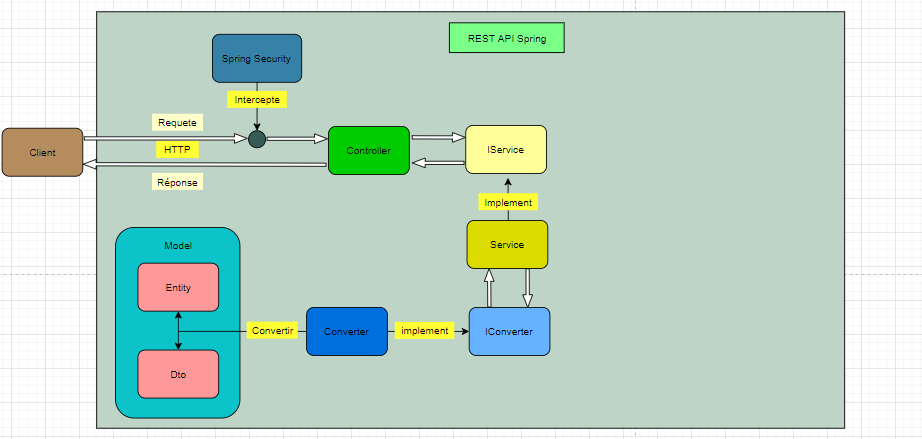 REST API Spring
Spring Security
Intercepte
Requete
HTTP
Réponse
Client
Controller
IService
Implement
Service
Model
Entity
Dto
Convertir
Converter
implement
IConverter